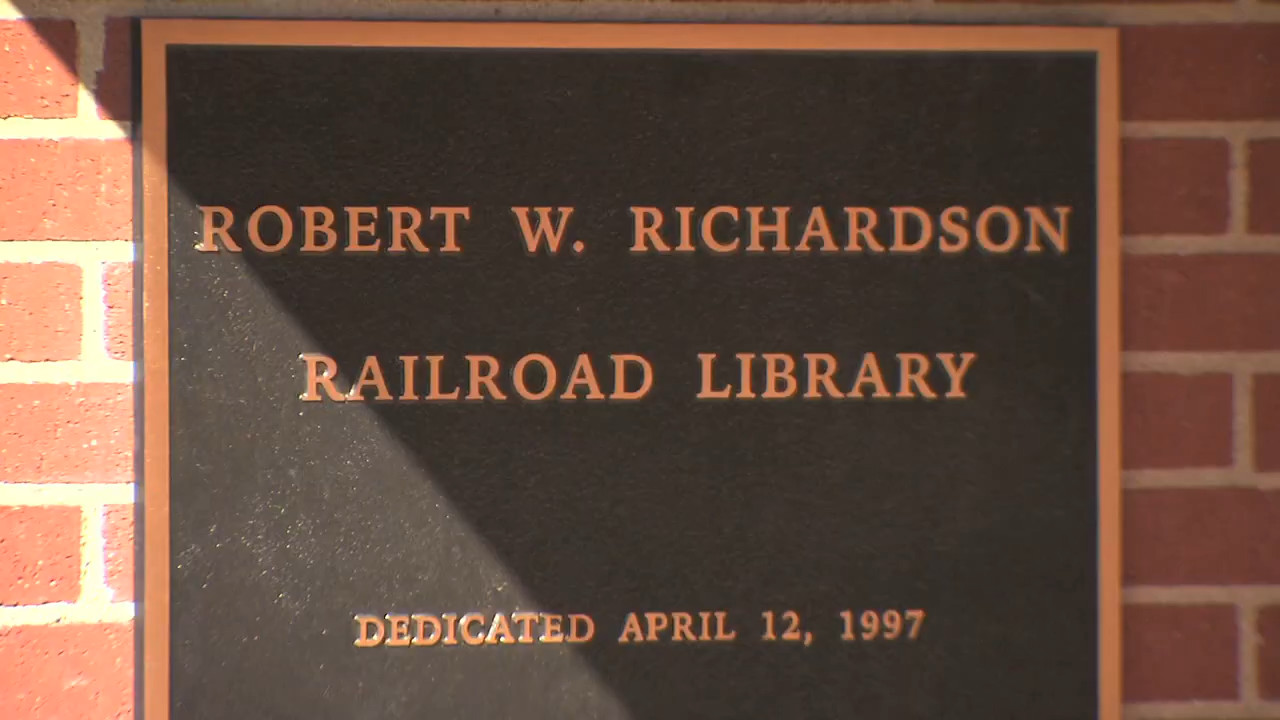 ROBERT W. RICHARDSON
RAILROAD LIBRARY
DEDICATED APRIL 12, 1997